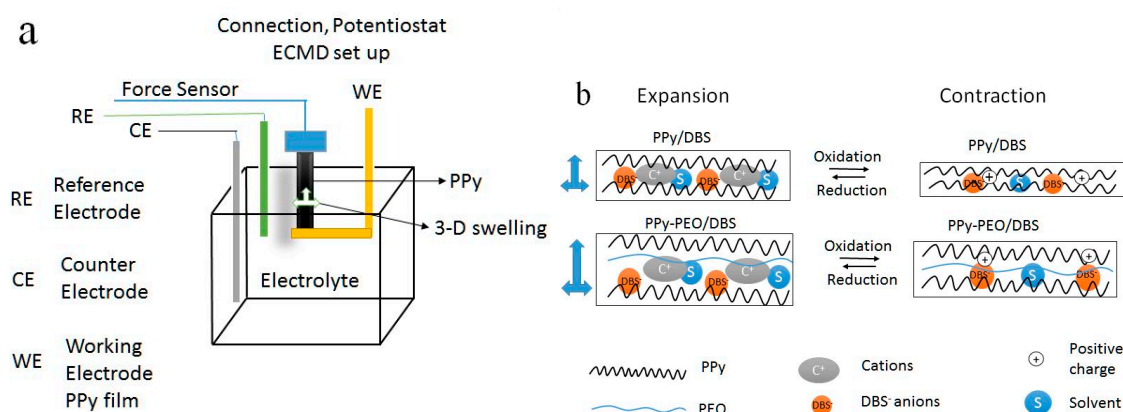 a
Connection, Potentiostat
ECMD set up
Force Sensor
WE
RE
CE
PPy
3-D swelling
Electrolyte
RE Reference
Electrode
CE Counter
Electrode
WE Working
Electrode
PPy film
b
Expansion
Contraction
PPy/DBS
DBS-
C+
S
DBS-
DBS-
C+
S
Oxidation
Reduction
PPy/DBS
DBS-
+
S
DBS-
+
PPy-PEO/DBS
DBS-
C+
S
DBS-
C+
S
Oxidation
Reduction
PPy-PEO/DBS
+
DBS-
S
+
DBS-
PPy
C+ Cations
+ Positive
charge
PEO
DBS- DBS- anions
S Solvent